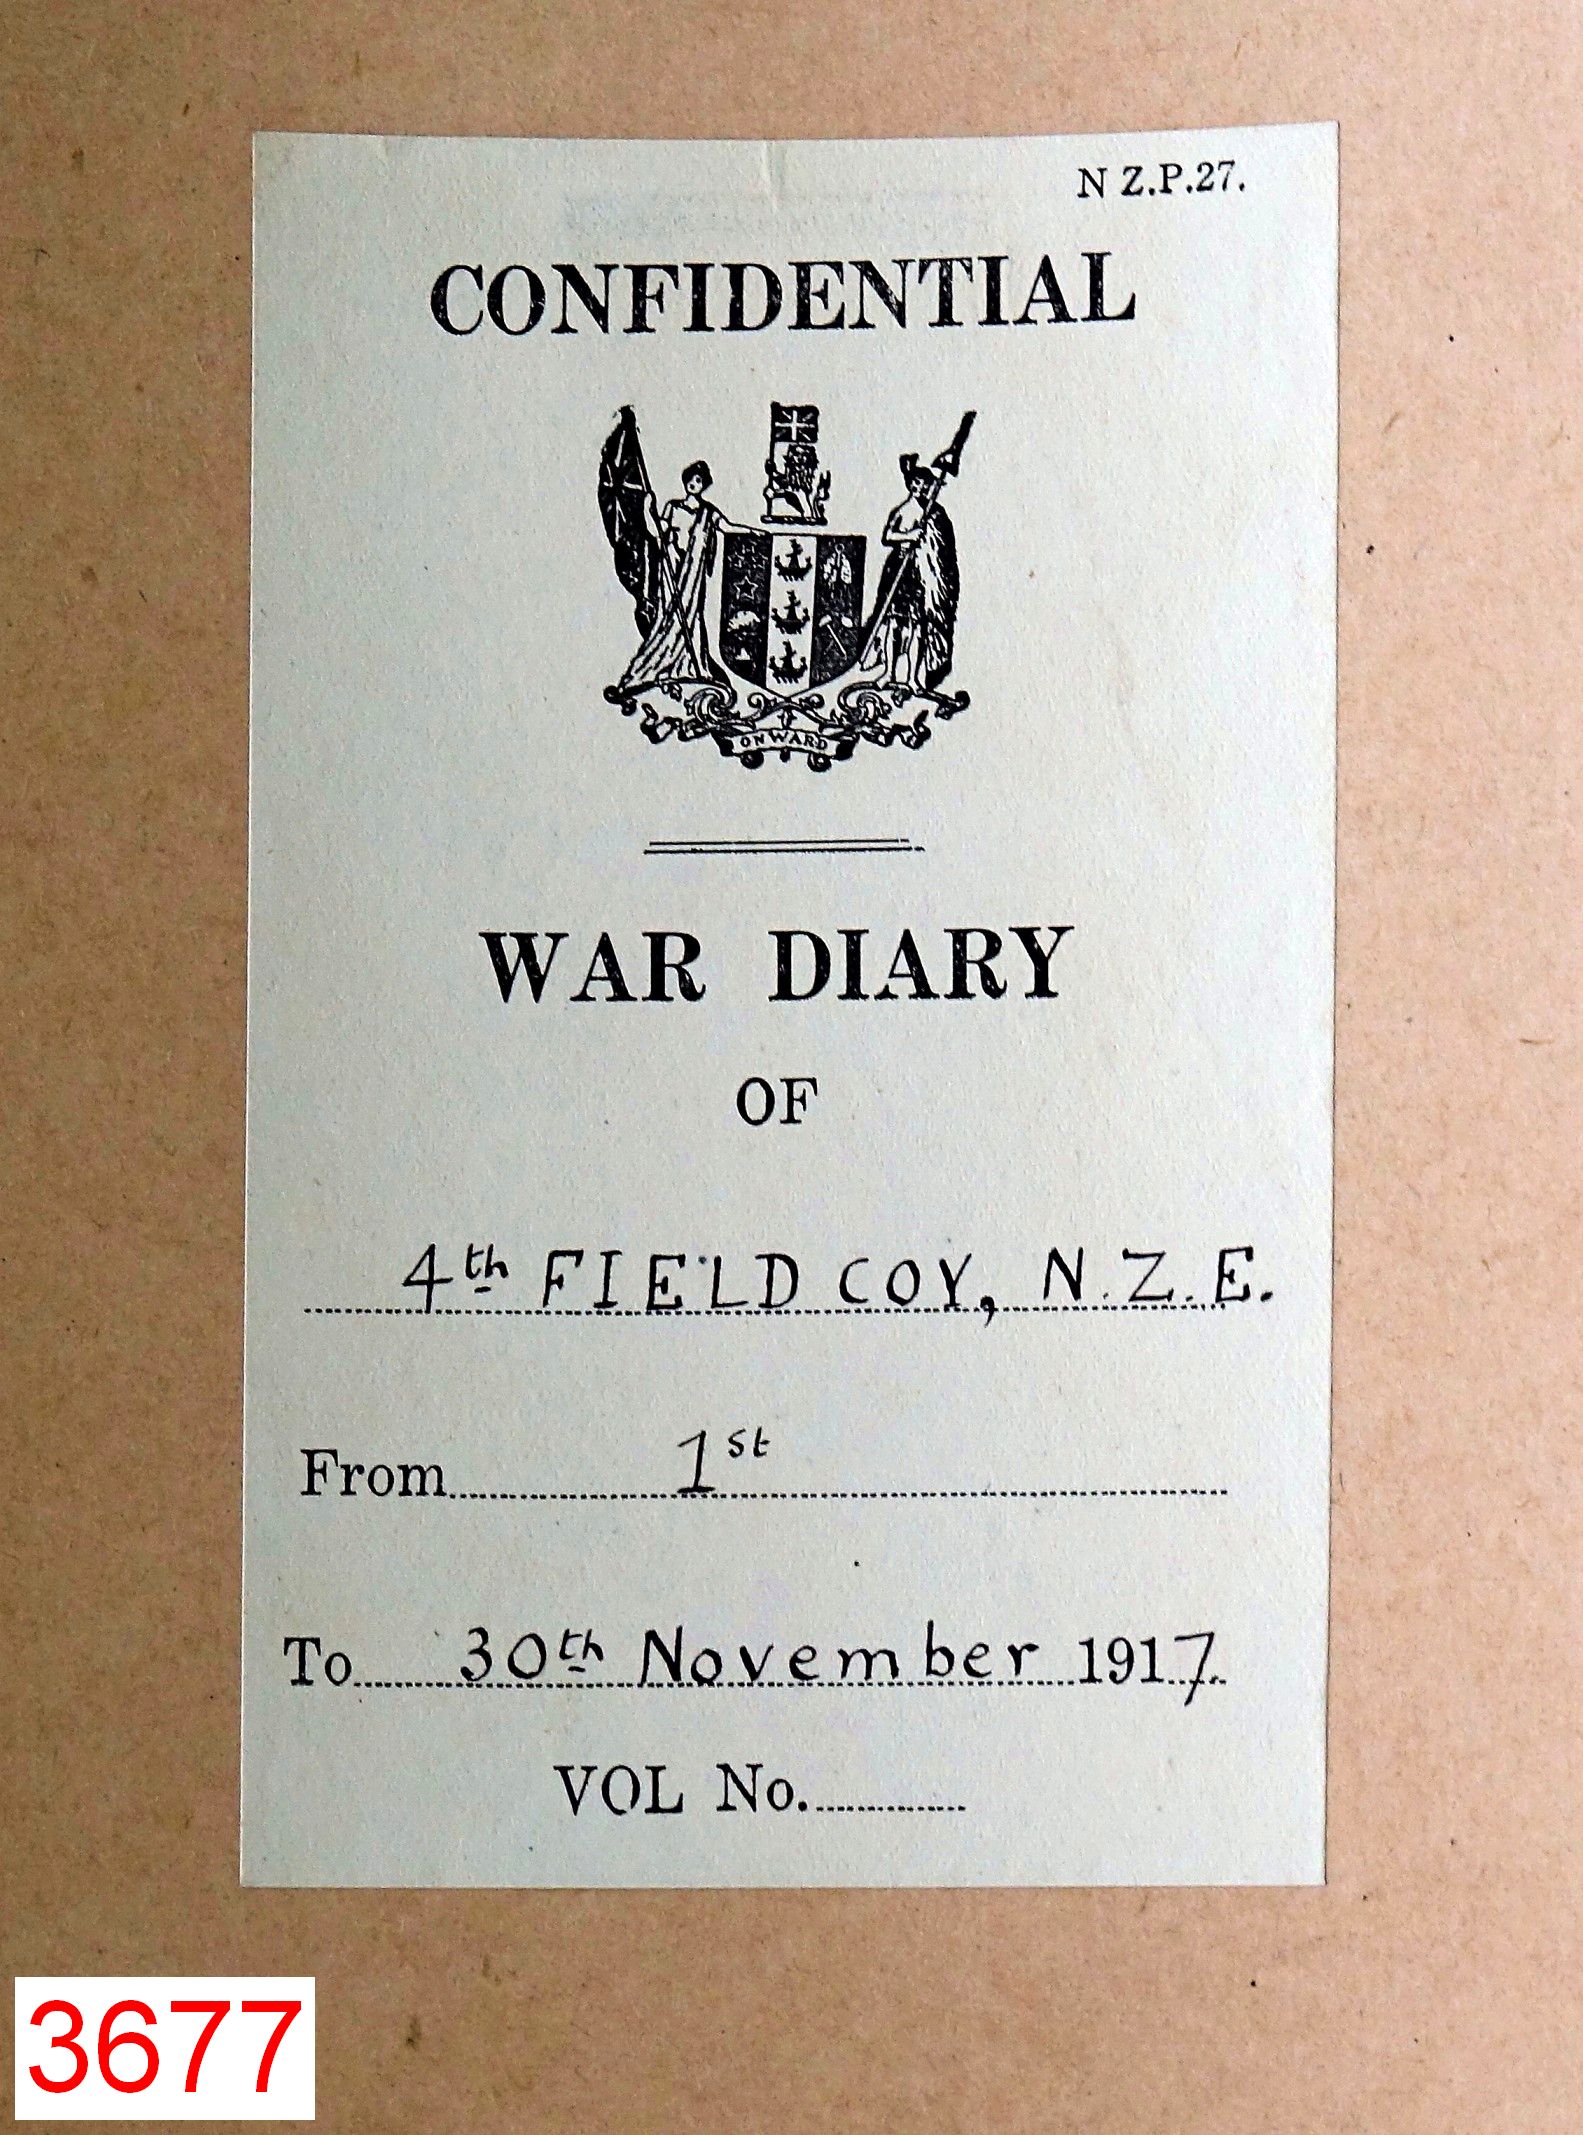 N Z.P.27.
CONFIDENTIAL
ONWARD
WAR DIARY
OF
4th FIELD COY, N.Z.E.
From 1st
To 30th November 1917
VOL No.
3677